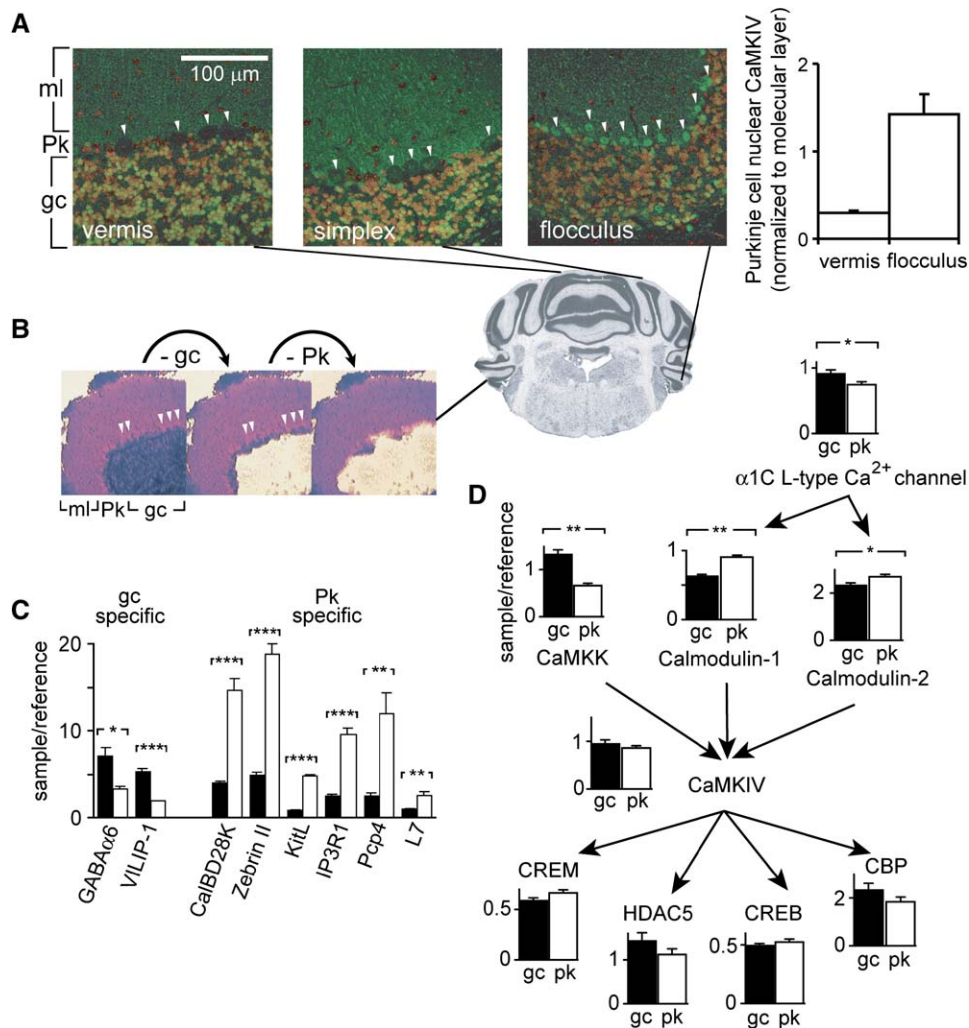 A
ml
Pk
gc
100 μm
vermis
simplex
flocculus
Purkinje cell nuclear CaMKIV
(normalized to molecular layer)
2
1
0
vermis flocculus
B
- gc
- Pk
ml Pk gc
C
gc
specific
Pk
specific
sample/reference
20
10
0
*
***
***
***
***
***
**
**
GABAα6
VILIP-1
CalBD28K
Zebrin II
KitL
IP3R1
Pcp4
L7
D
*
1
0
gc pk
α1C L-type Ca2+ channel
sample/reference
**
1
0
gc pk
CaMKK
**
1
0
gc pk
Calmodulin-1
*
2
0
gc pk
Calmodulin-2
1
0
gc pk
CaMKIV
CREM
0.5
0
gc pk
HDAC5
1
0
gc pk
CREB
0.5
0
gc pk
CBP
2
0
gc pk